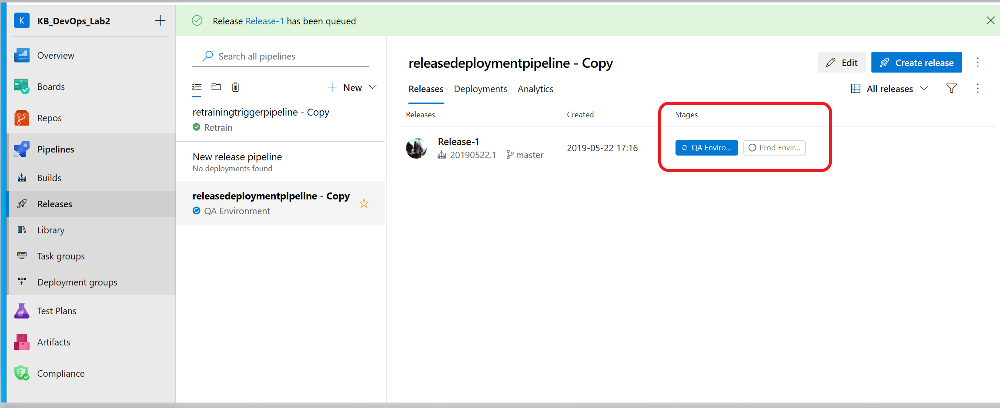 K KB_DevOps_Lab2
Overview
Boards
Repos
Pipelines
Builds
Releases
Library
Task groups
Deployment groups
Test Plans
Artifacts
Compliance
Release Release-1 has been queued
Search all pipelines
New
retrainingtriggerpipeline - Copy
Retrain
New release pipeline
No deployments found
releasedeploymentpipeline - Copy
QA Environment
releasedeploymentpipeline - Copy
Edit Create release
Releases Deployments Analytics
All releases
Releases Created Stages
Release-1
20190522.1 master
2019-05-22 17:16
QA Enviro... Prod Envir...